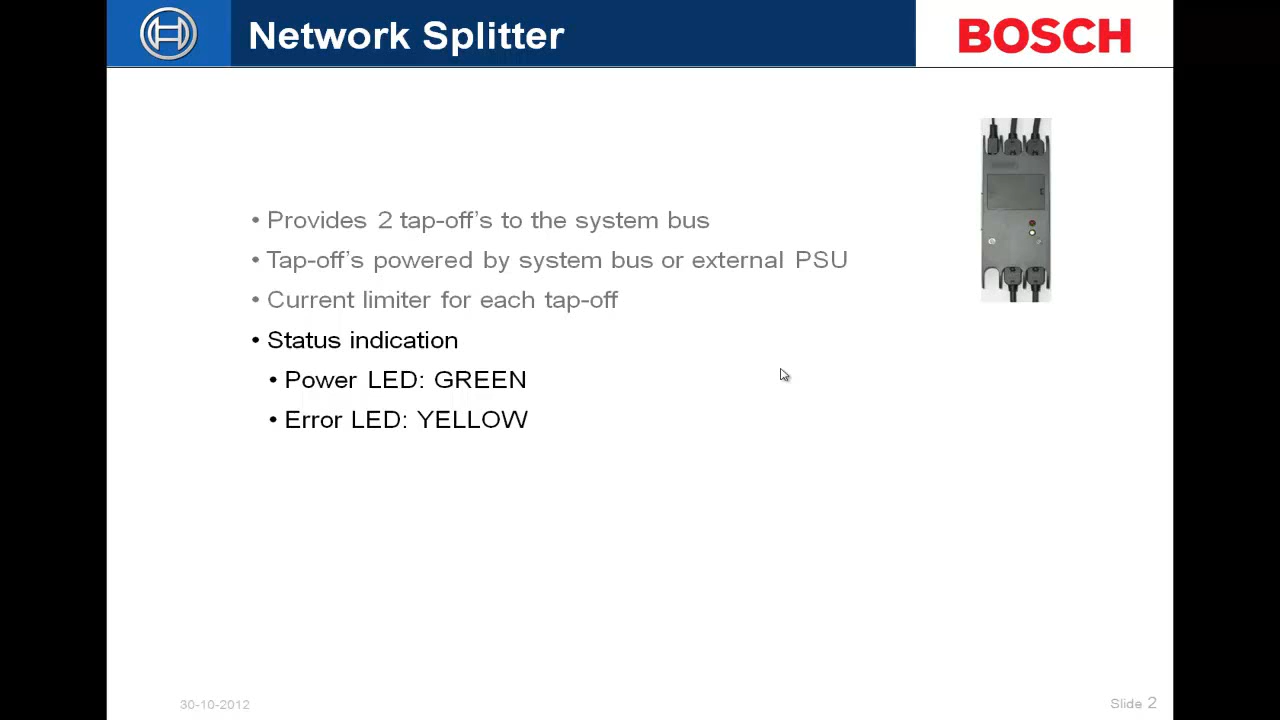 Network Splitter
BOSCH
• Provides 2 tap-off's to the system bus
• Tap-off's powered by system bus or external PSU
• Current limiter for each tap-off
• Status indication
• Power LED: GREEN
• Error LED: YELLOW
30-10-2012
Slide 2